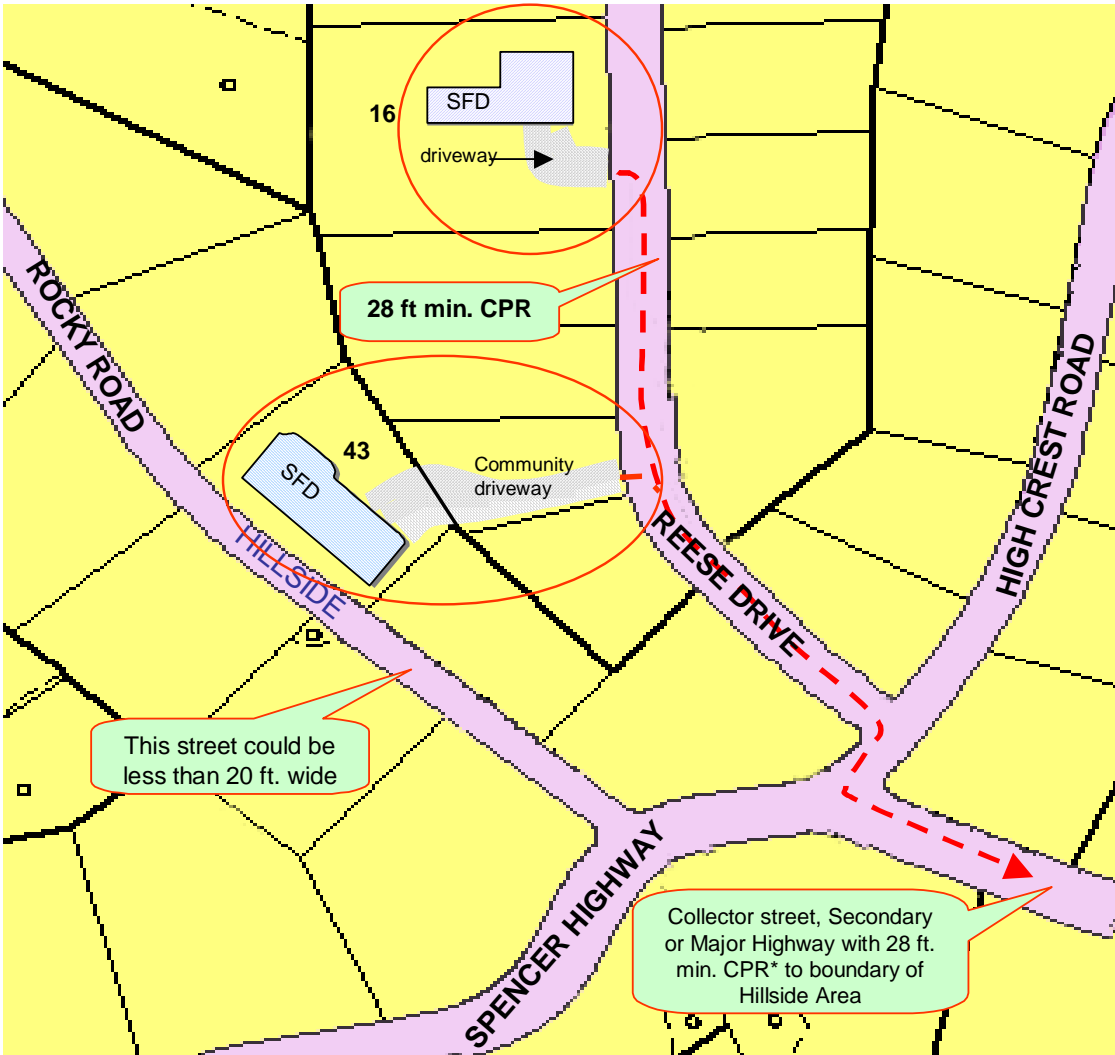 SFD
16
driveway
ROCKY ROAD
28 ft min. CPR
HIGH CREST ROAD
43
SFD
Community
driveway
HILLSIDE
REESE DRIVE
This street could be
less than 20 ft. wide
SPENCER HIGHWAY
Collector street, Secondary
or Major Highway with 28 ft.
min. CPR* to boundary of
Hillside Area